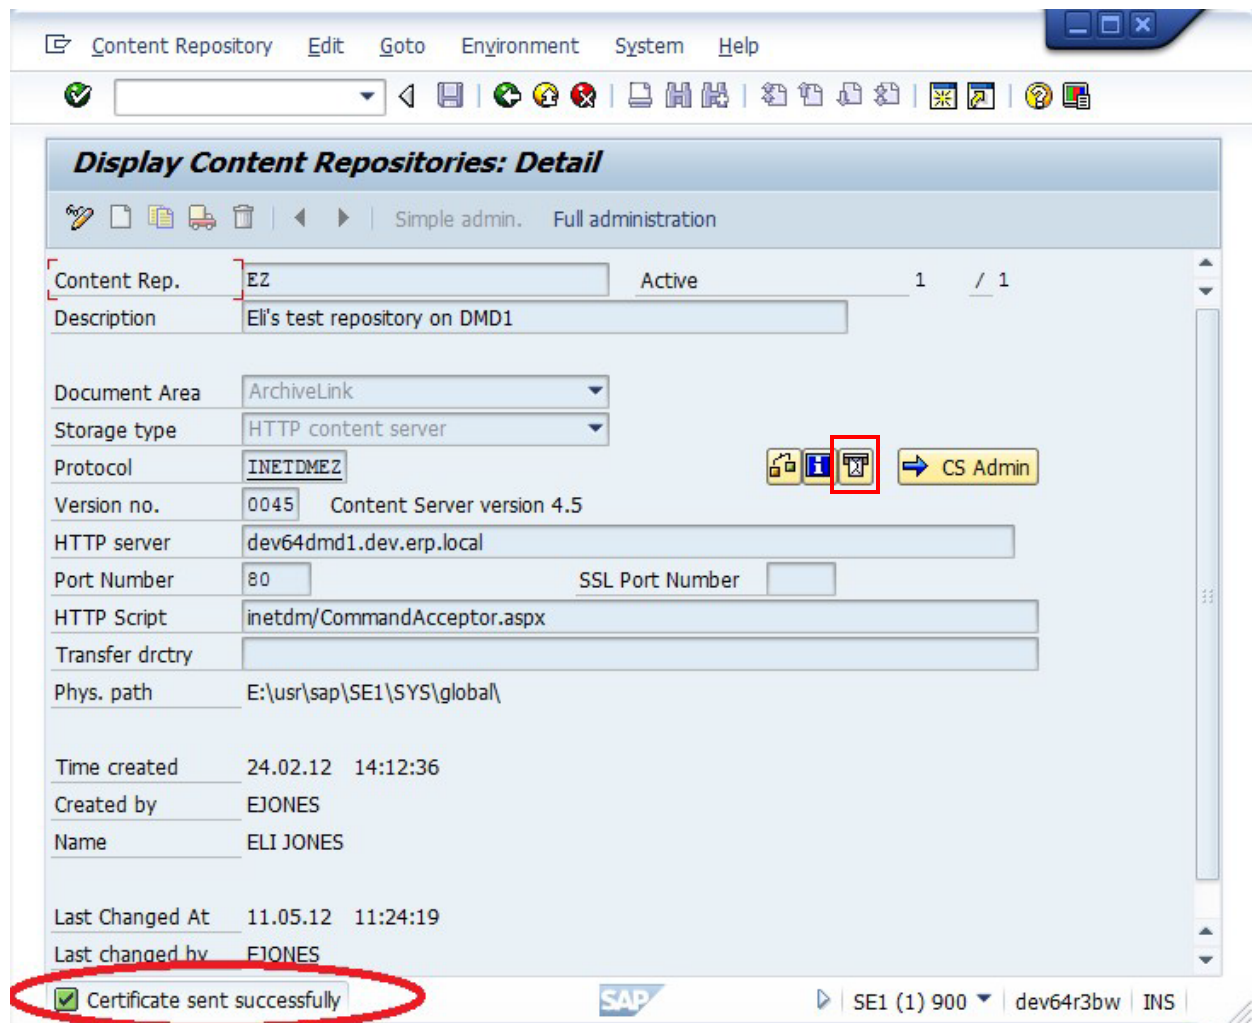 Content Repository Edit Goto Environment System Help
Display Content Repositories: Detail
Simple admin. Full administration
Content Rep. EZ Active 1 / 1
Description Eli's test repository on DMD1
Document Area ArchiveLink
Storage type HTTP content server
Protocol INETDMEZ CS Admin
Version no. 0045 Content Server version 4.5
HTTP server dev64dmd1.dev.erp.local
Port Number 80 SSL Port Number
HTTP Script inetdm/CommandAcceptor.aspx
Transfer drctry
Phys. path E:\usr\sap\SE1\SYS\global\
Time created 24.02.12 14:12:36
Created by EJONES
Name ELI JONES
Last Changed At 11.05.12 11:24:19
Last changed by EJONES
Certificate sent successfully SAP SE1 (1) 900 dev64r3bw INS